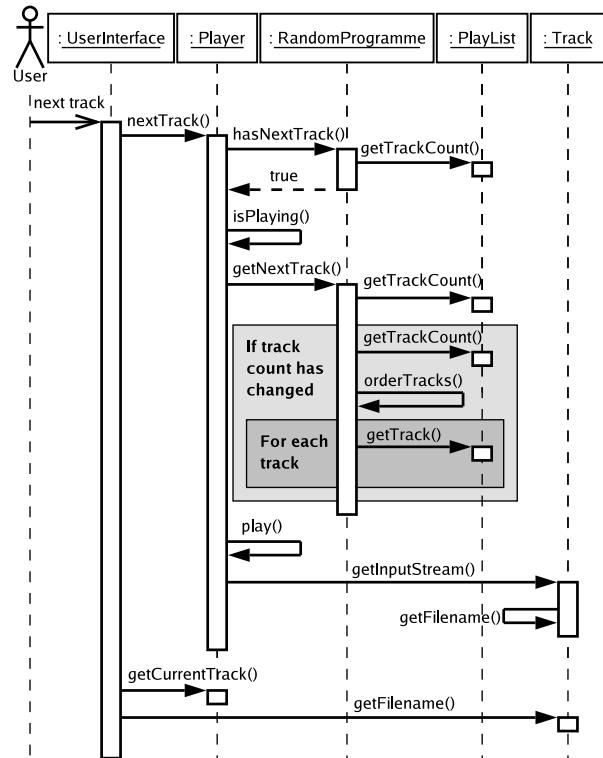 : UserInterface
: Player
: RandomProgramme
: PlayList
: Track
User
next track
nextTrack()
hasNextTrack()
getTrackCount()
true
isPlaying()
getNextTrack()
getTrackCount()
If track
count has
changed
getTrackCount()
orderTracks()
For each
track
getTrack()
play()
getInputStream()
getFilename()
getCurrentTrack()
getFilename()